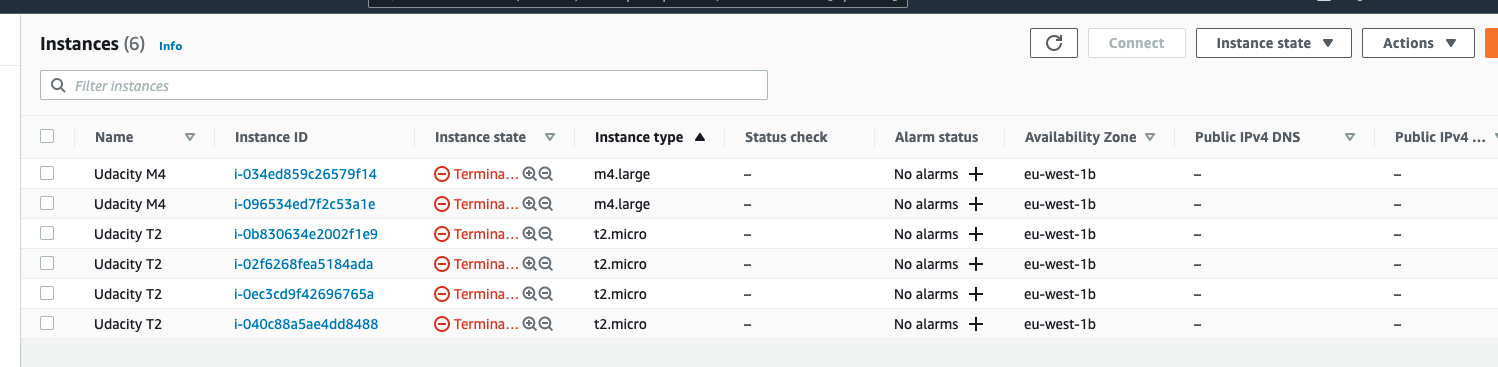 Instances (6) Info
Connect Instance state Actions
Filter instances
Name Instance ID Instance state Instance type Status check Alarm status Availability Zone Public IPv4 DNS Public IPv4 ...
Udacity M4 i-034ed859c26579f14 Termina... m4.large – No alarms + eu-west-1b – –
Udacity M4 i-096534ed7f2c53a1e Termina... m4.large – No alarms + eu-west-1b – –
Udacity T2 i-0b830634e2002f1e9 Termina... t2.micro – No alarms + eu-west-1b – –
Udacity T2 i-02f6268fea5184ada Termina... t2.micro – No alarms + eu-west-1b – –
Udacity T2 i-0ec3cd9f42696765a Termina... t2.micro – No alarms + eu-west-1b – –
Udacity T2 i-040c88a5ae4dd8488 Termina... t2.micro – No alarms + eu-west-1b – –